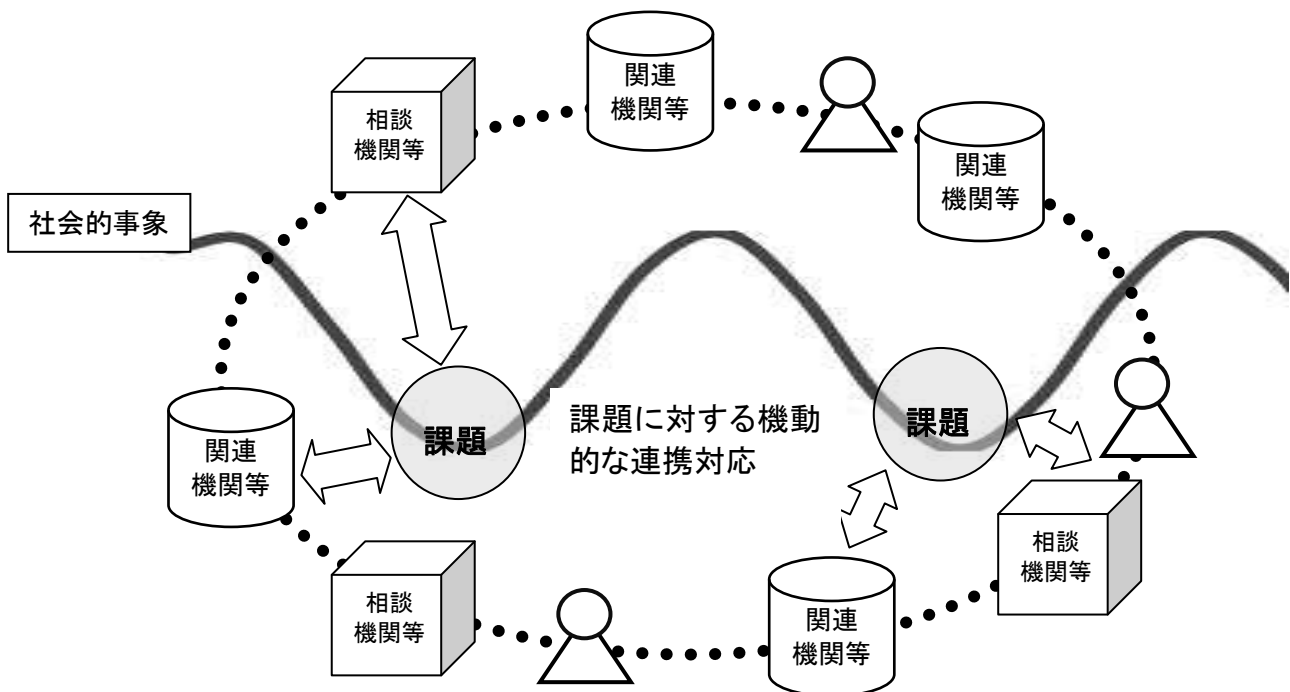 関連
機関等
相談
機関等
関連
機関等
社会的事象
課題
課題に対する機動
的な連携対応
課題
関連
機関等
相談
機関等
相談
機関等
関連
機関等